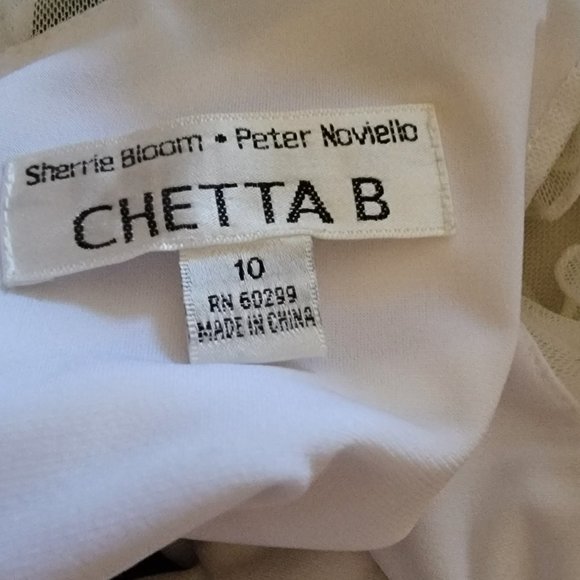 Sherrie Bloom • Peter Noviello
CHETTA B
10
RN 60299
MADE IN CHINA